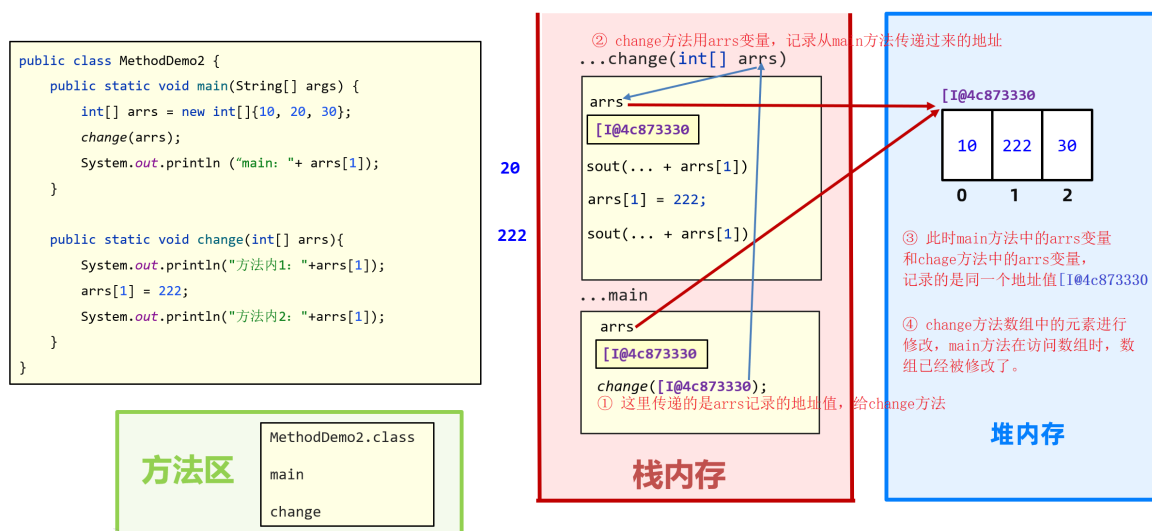 public class MethodDemo2 {
public static void main(String[] args) {
int[] arrs = new int[]{10, 20, 30};
change(arrs);
System.out.println (“main："+ arrs[1]);
}
public static void change(int[] arrs){
System.out.println("方法内1："+arrs[1]);
arrs[1] = 222;
System.out.println("方法内2："+arrs[1]);
}
}
方法区
MethodDemo2.class
main
change
20
222
② change方法用arrs变量，记录从main方法传递过来的地址
...change(int[] arrs)
arrs
[I@4c873330
sout(... + arrs[1])
arrs[1] = 222;
sout(... + arrs[1])
...main
arrs
[I@4c873330
change([I@4c873330);
① 这里传递的是arrs记录的地址值，给change方法
栈内存
[I@4c873330
10 222 30
0 1 2
③ 此时main方法中的arrs变量
和chage方法中的arrs变量，
记录的是同一个地址值[I@4c873330
④ change方法数组中的元素进行
修改，main方法在访问数组时，数
组已经被修改了。
堆内存